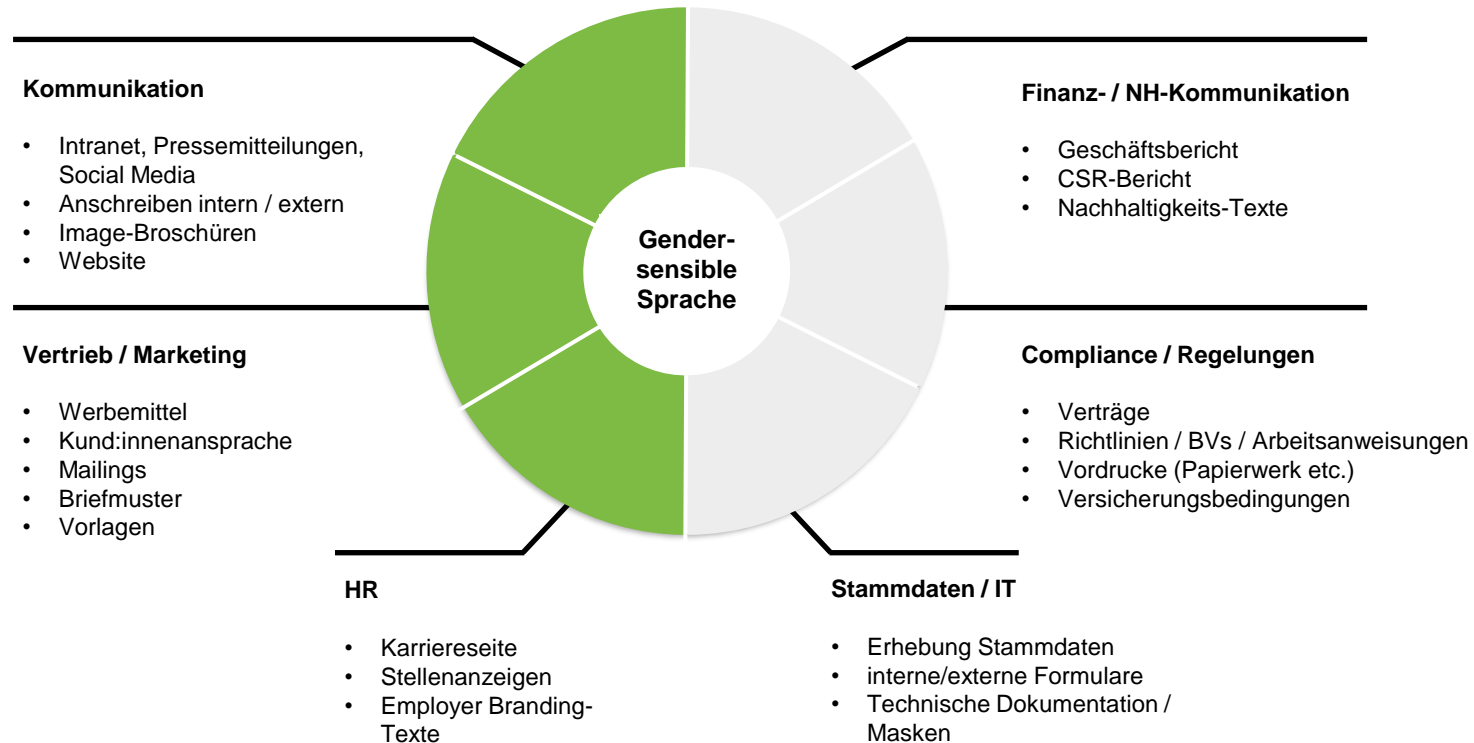 Kommunikation
• Intranet, Pressemitteilungen,
Social Media
• Anschreiben intern / extern
• Image-Broschüren
• Website
Vertrieb / Marketing
• Werbemittel
• Kund:innenansprache
• Mailings
• Briefmuster
• Vorlagen
HR
• Karriereseite
• Stellenanzeigen
• Employer Branding-
Texte
Gender-
sensible
Sprache
Finanz- / NH-Kommunikation
• Geschäftsbericht
• CSR-Bericht
• Nachhaltigkeits-Texte
Compliance / Regelungen
• Verträge
• Richtlinien / BVs / Arbeitsanweisungen
• Vordrucke (Papierwerk etc.)
• Versicherungsbedingungen
Stammdaten / IT
• Erhebung Stammdaten
• interne/externe Formulare
• Technische Dokumentation /
Masken